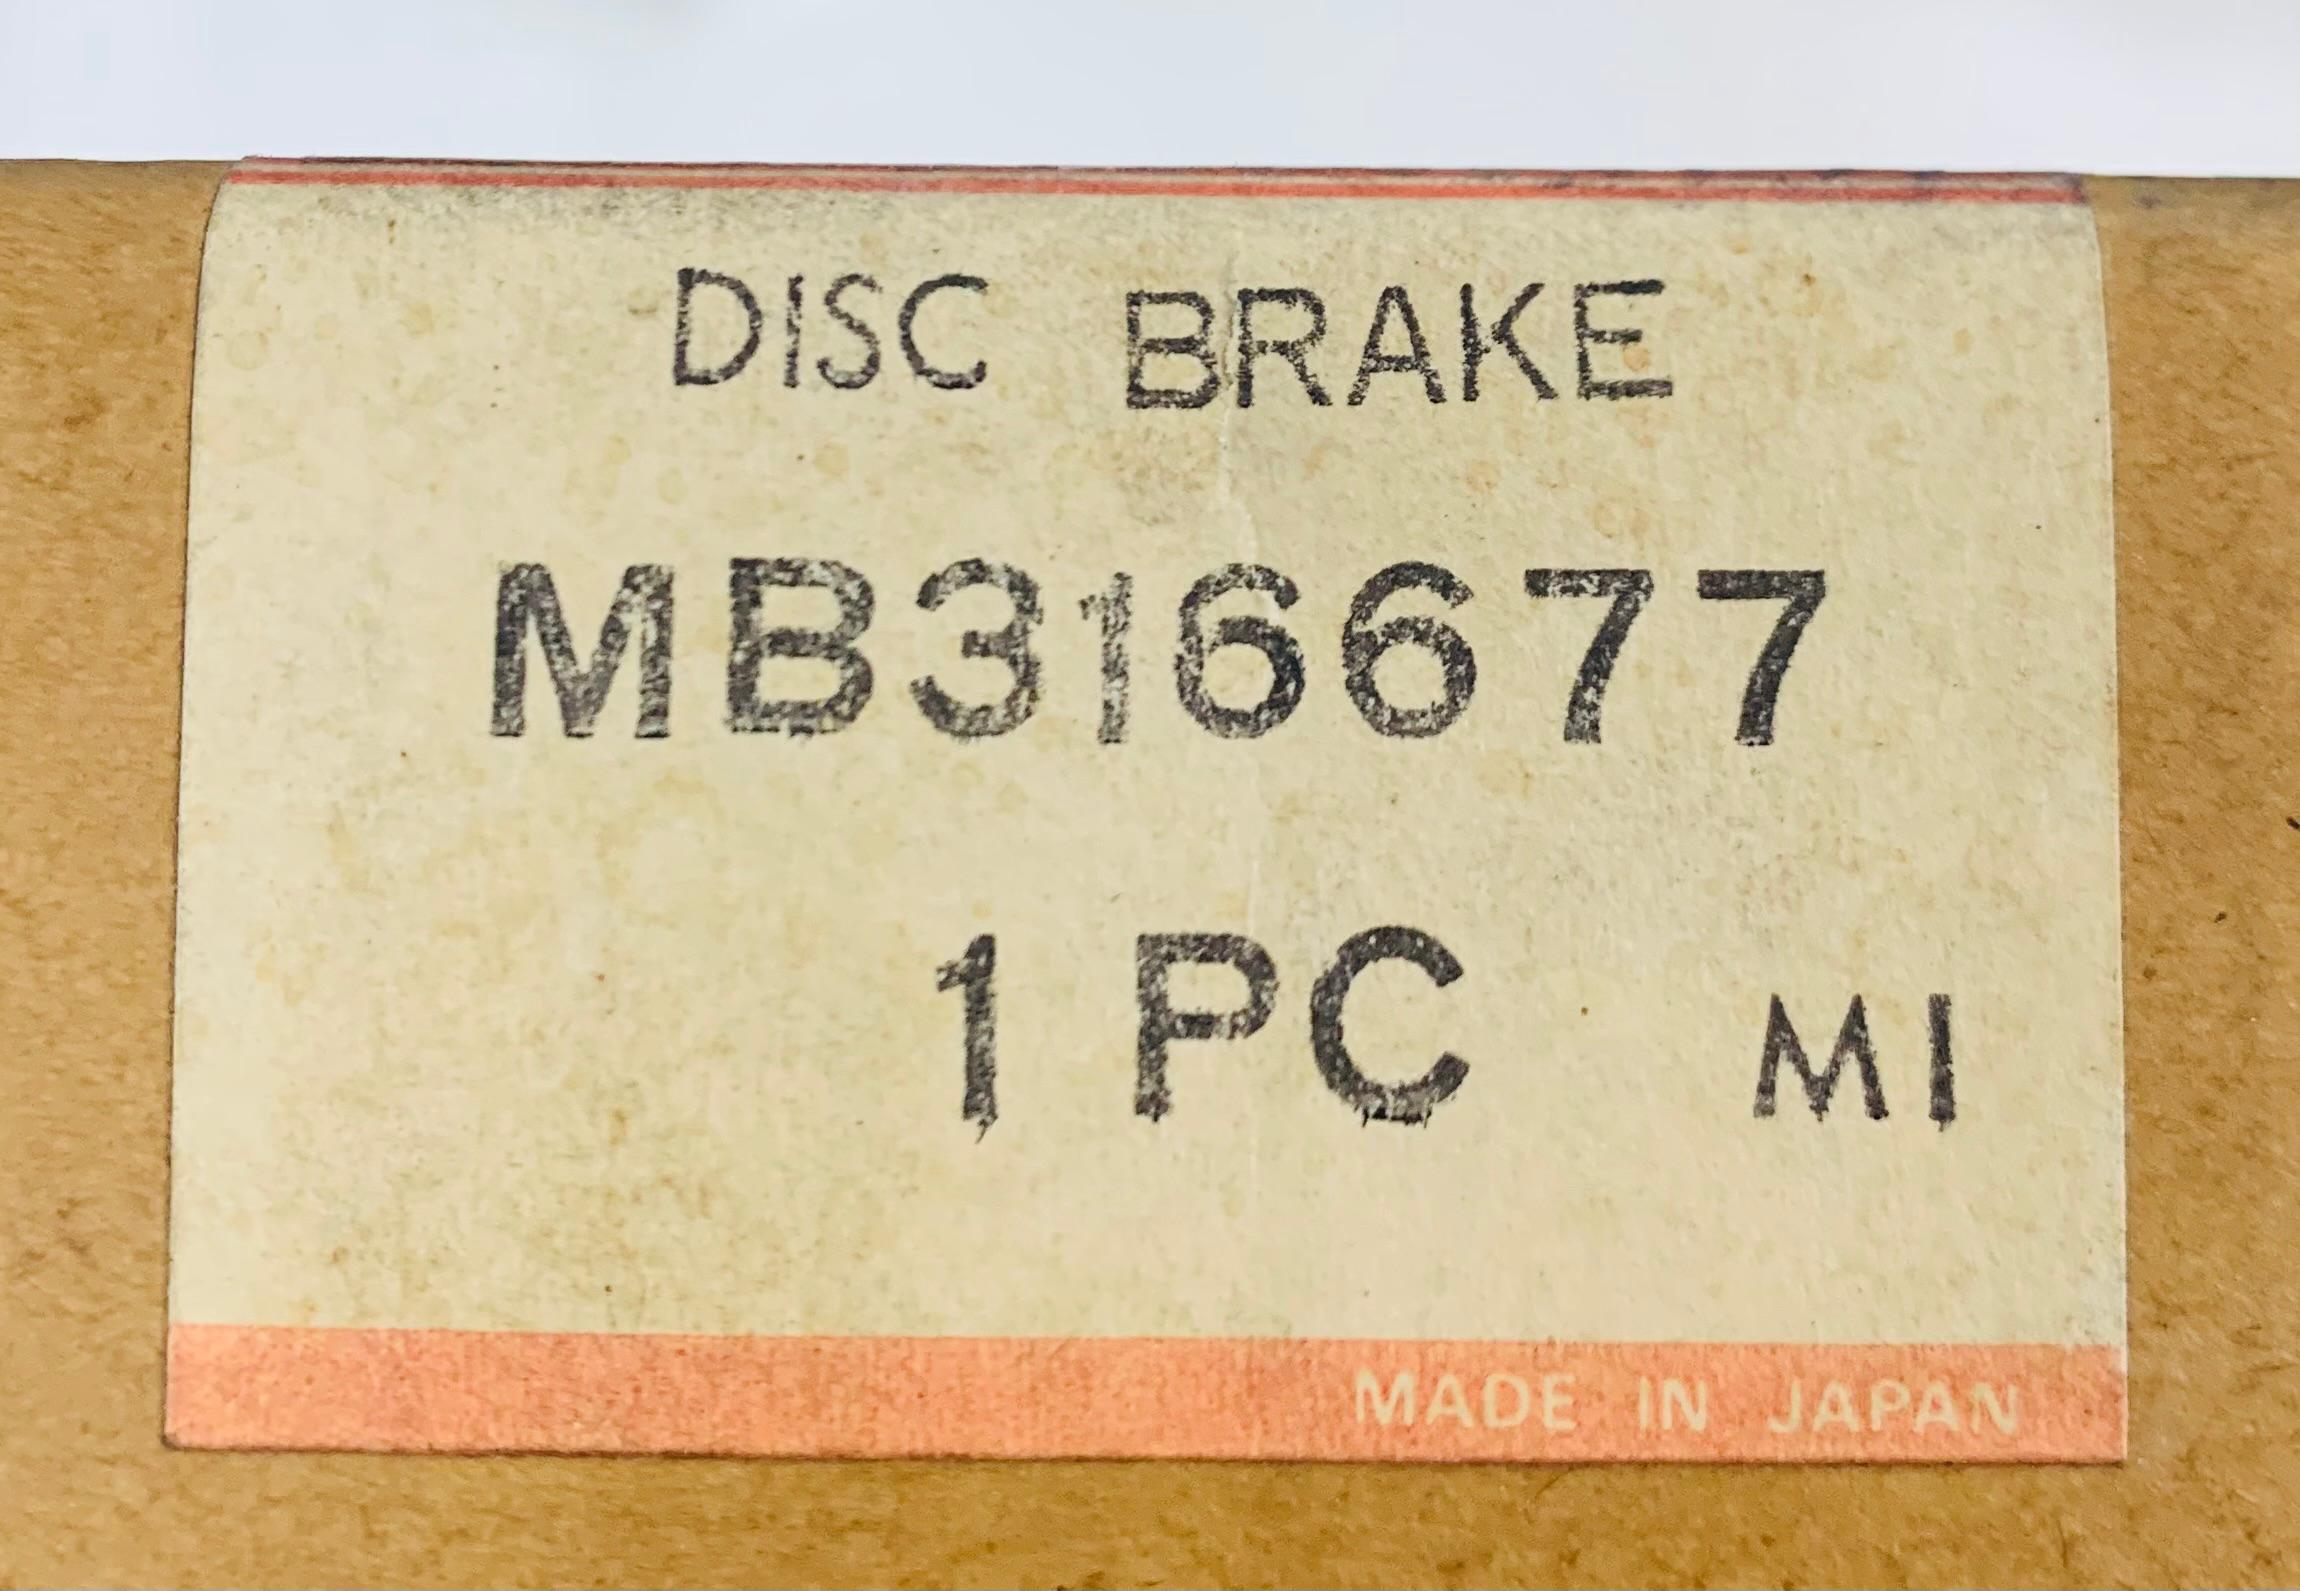 DISC BRAKE
MB316677
1 PC MI
MADE IN JAPAN